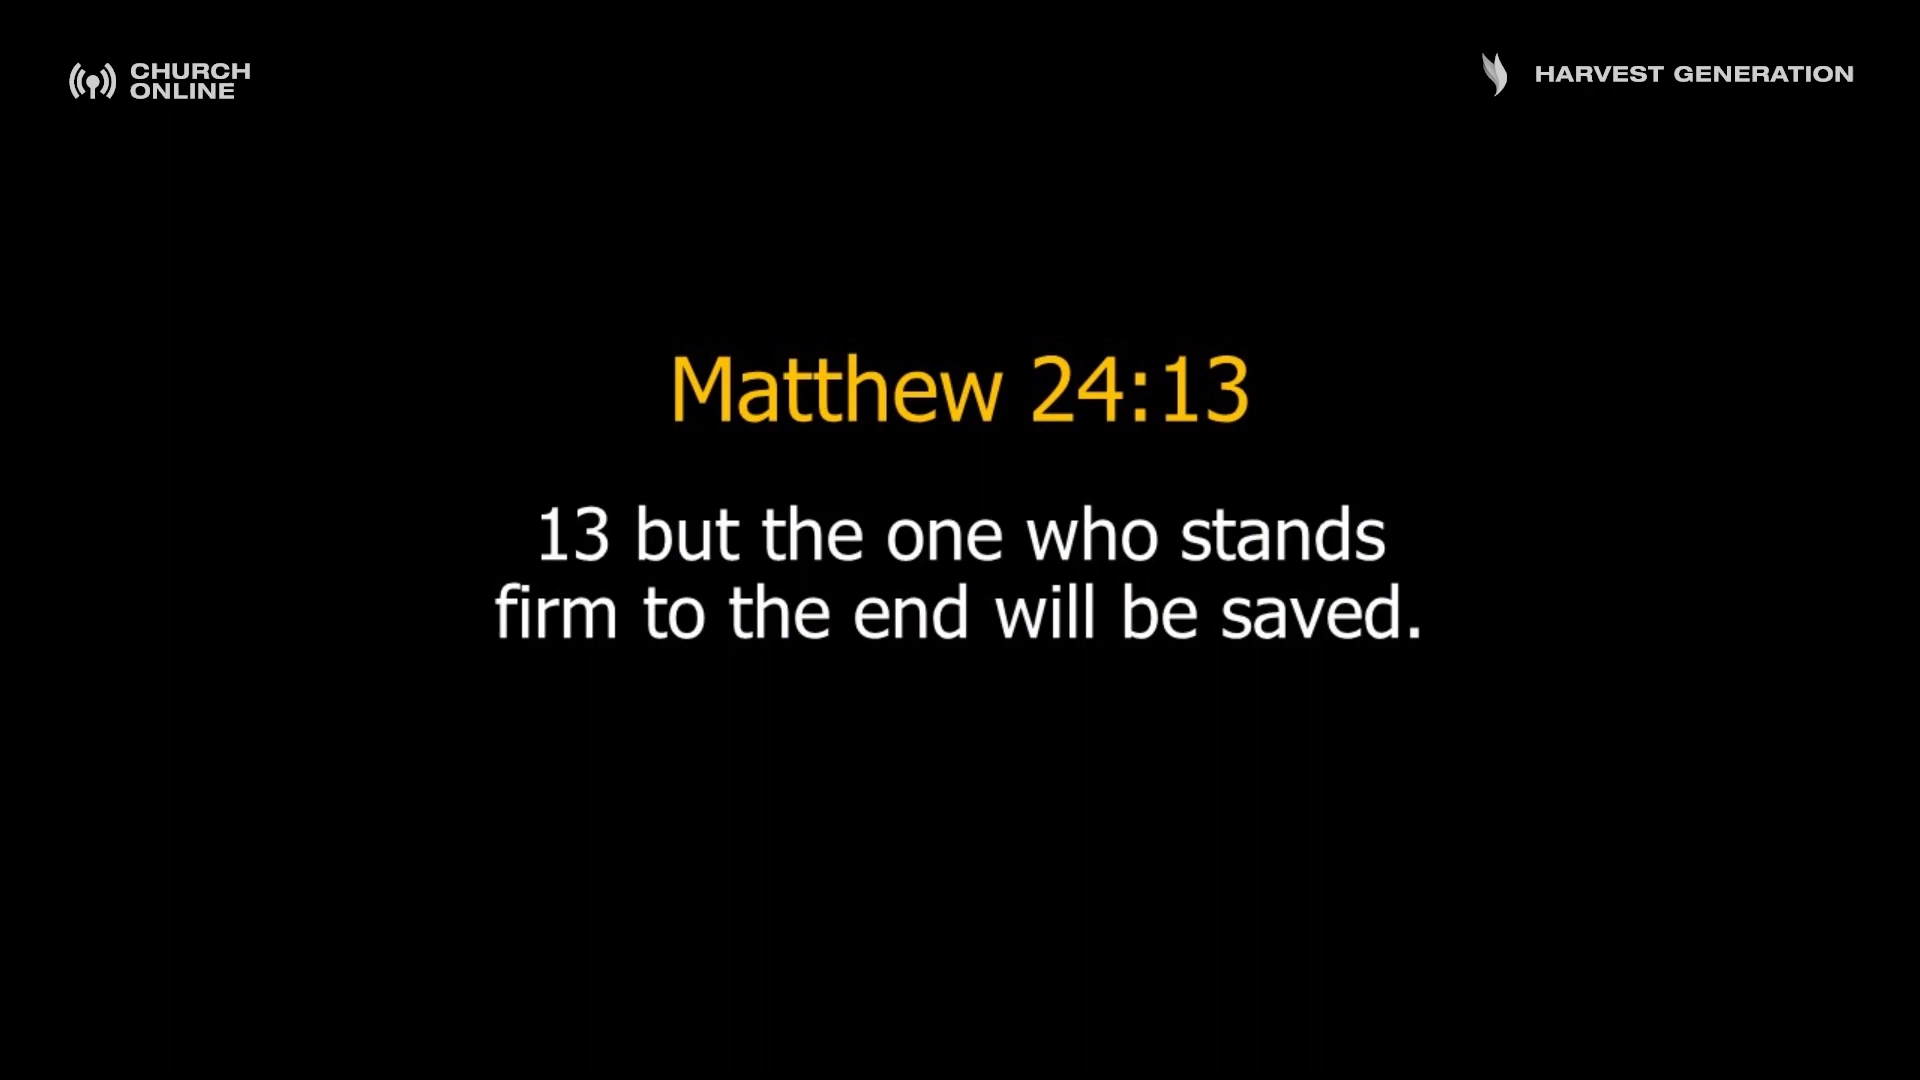 CHURCH
ONLINE
HARVEST GENERATION
Matthew 24:13
13 but the one who stands
firm to the end will be saved.